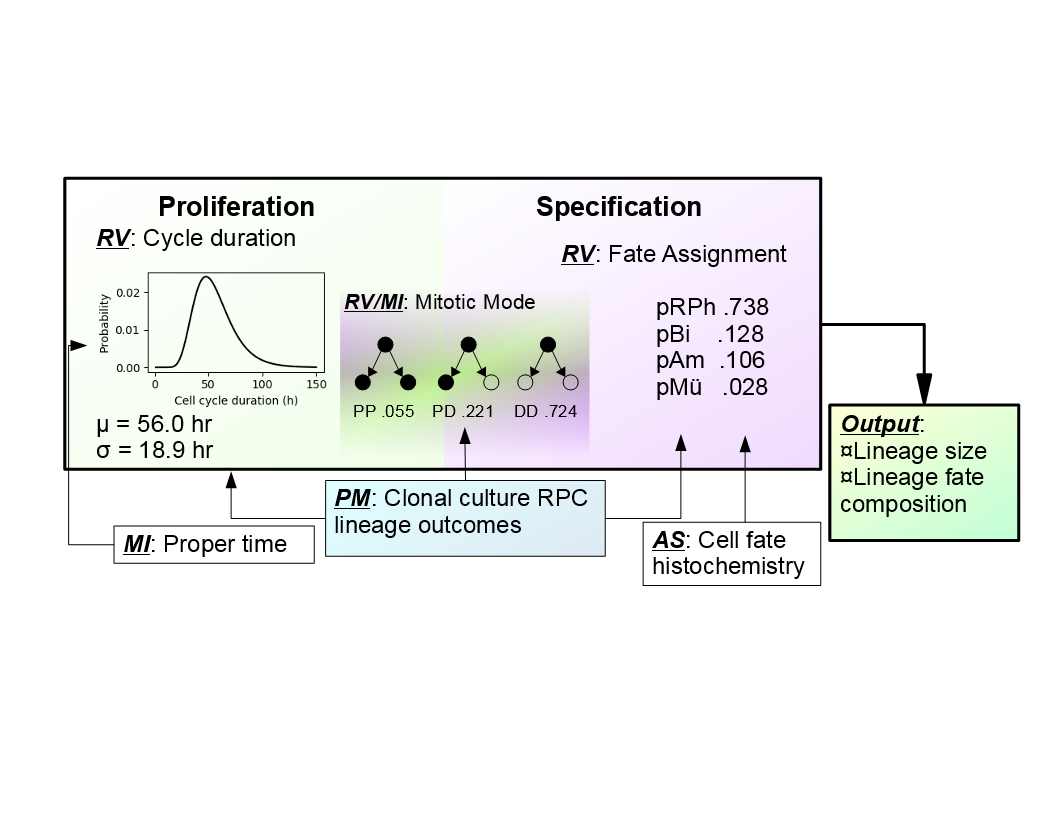 Proliferation
RV: Cycle duration
Probability
0.02
0.01
0.00
0 50 100 150
Cell cycle duration (h)
μ = 56.0 hr
σ = 18.9 hr
RV/MI: Mitotic Mode
PP .055 PD .221 DD .724
Specification
RV: Fate Assignment
pRPh .738
pBi .128
pAm .106
pMü .028
MI: Proper time
PM: Clonal culture RPC
lineage outcomes
AS: Cell fate
histochemistry
Output:
¤Lineage size
¤Lineage fate
composition